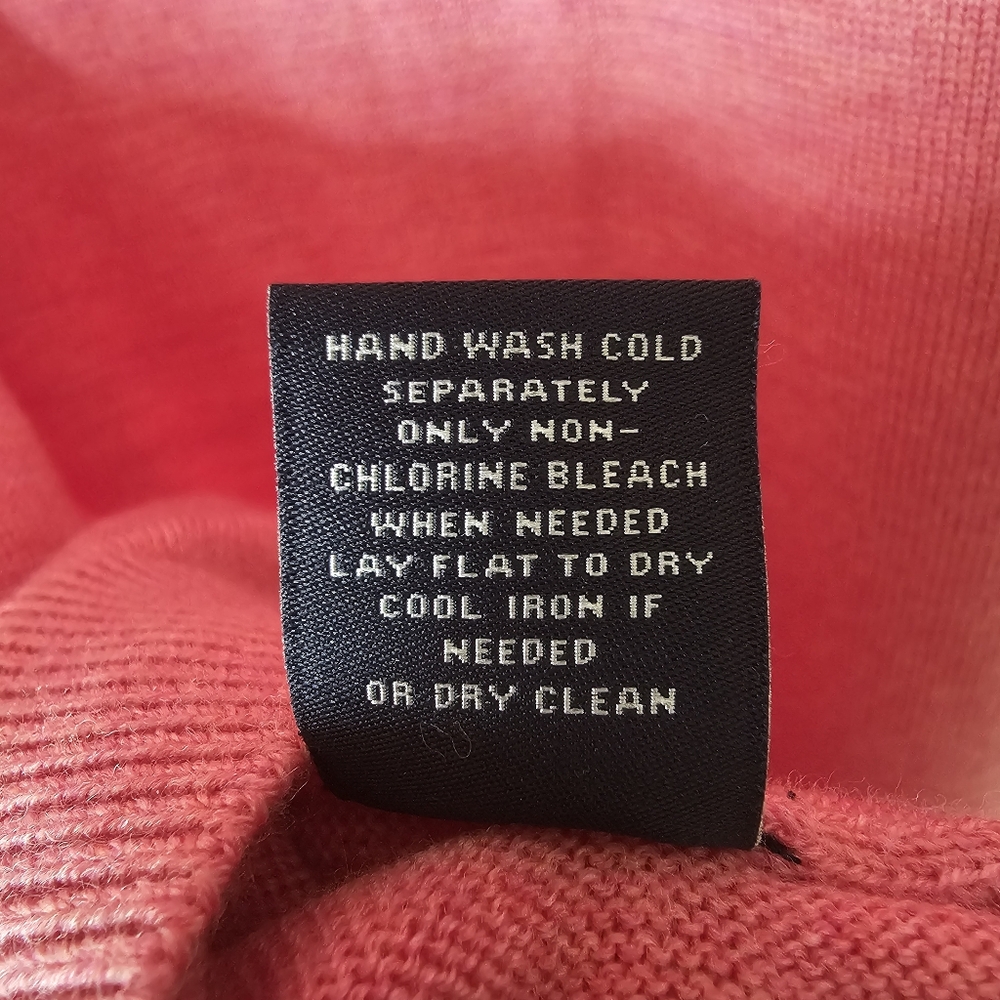 HAND WASH COLD
SEPARATELY
ONLY NON-
CHLORINE BLEACH
WHEN NEEDED
LAY FLAT TO DRY
COOL IRON IF
NEEDED
OR DRY CLEAN